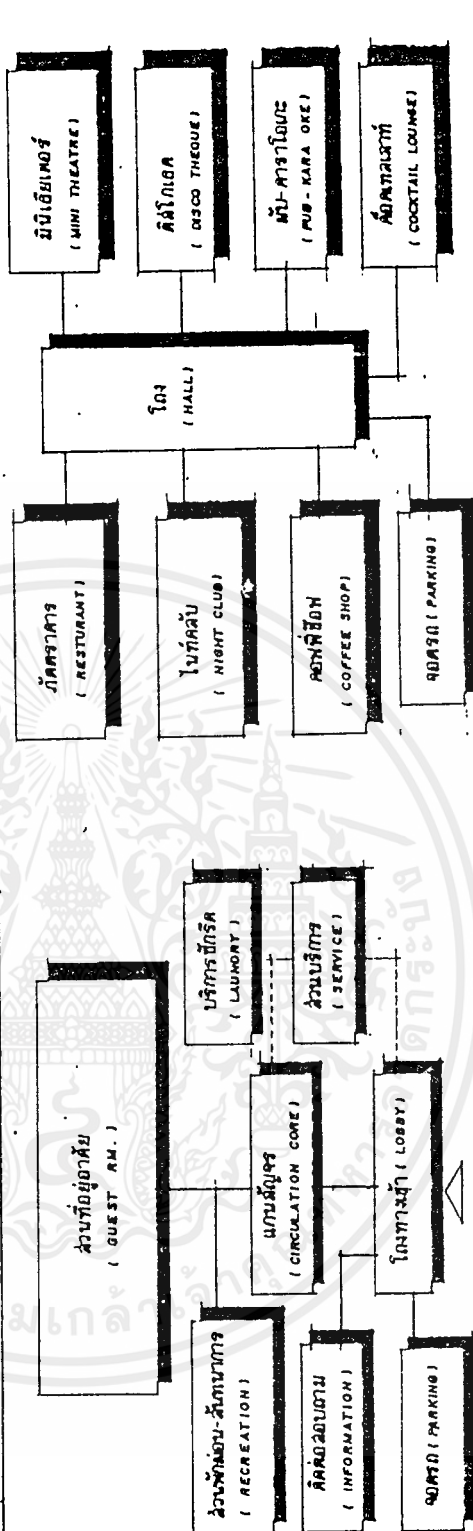 ส่วนที่อยู่อาศัย
( GUEST RM. )
ส่วนพักผ่อน-สันทนาการ
( RECREATION )
แกนสัญจร
( CIRCULATION CORE )
บริการซักรีด
( LAUNDRY )
ส่วนบริการ
( SERVICE )
ติดต่อสอบถาม
( INFORMATION )
โถงทางเข้า ( LOBBY )
จอดรถ ( PARKING )
ภัตตาคาร
( RESTURANT )
ไนท์คลับ
( NIGHT CLUB )
คอฟฟี่ช็อฟ
( COFFEE SHOP )
จอดรถ ( PARKING )
โถง
( HALL )
มินิเธียเตอร์
( MINI THEATRE )
ดิสโก้เธค
( DISCO THEQUE )
ผับ-คาราโอเกะ
( PUB - KARA OKE )
ค็อคเทลเลาท์
( COCKTAIL LOUNGE )